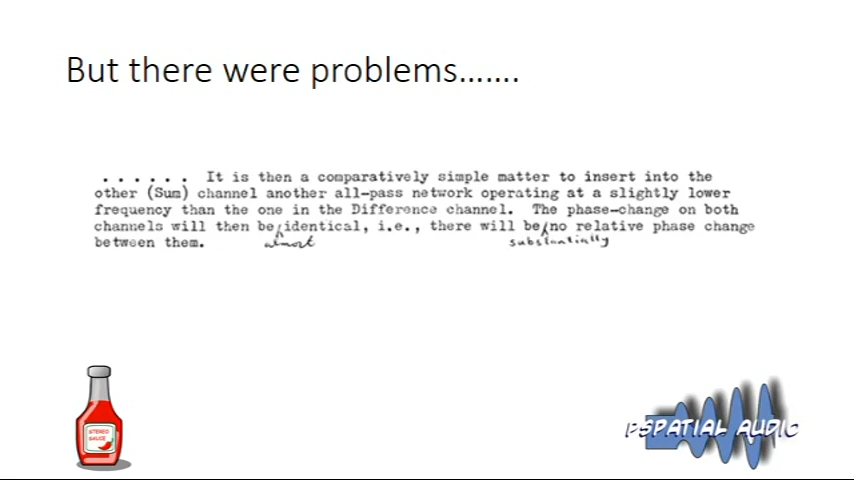 But there were problems…….
. . . . . . It is then a comparatively simple matter to insert into the
other (Sum) channel another all-pass network operating at a slightly lower
frequency than the one in the Difference channel. The phase-change on both
channels will then be identical, i.e., there will be no relative phase change
between them. almost substantially
STEREO
SAUCE
PSPATIAL AUDIO